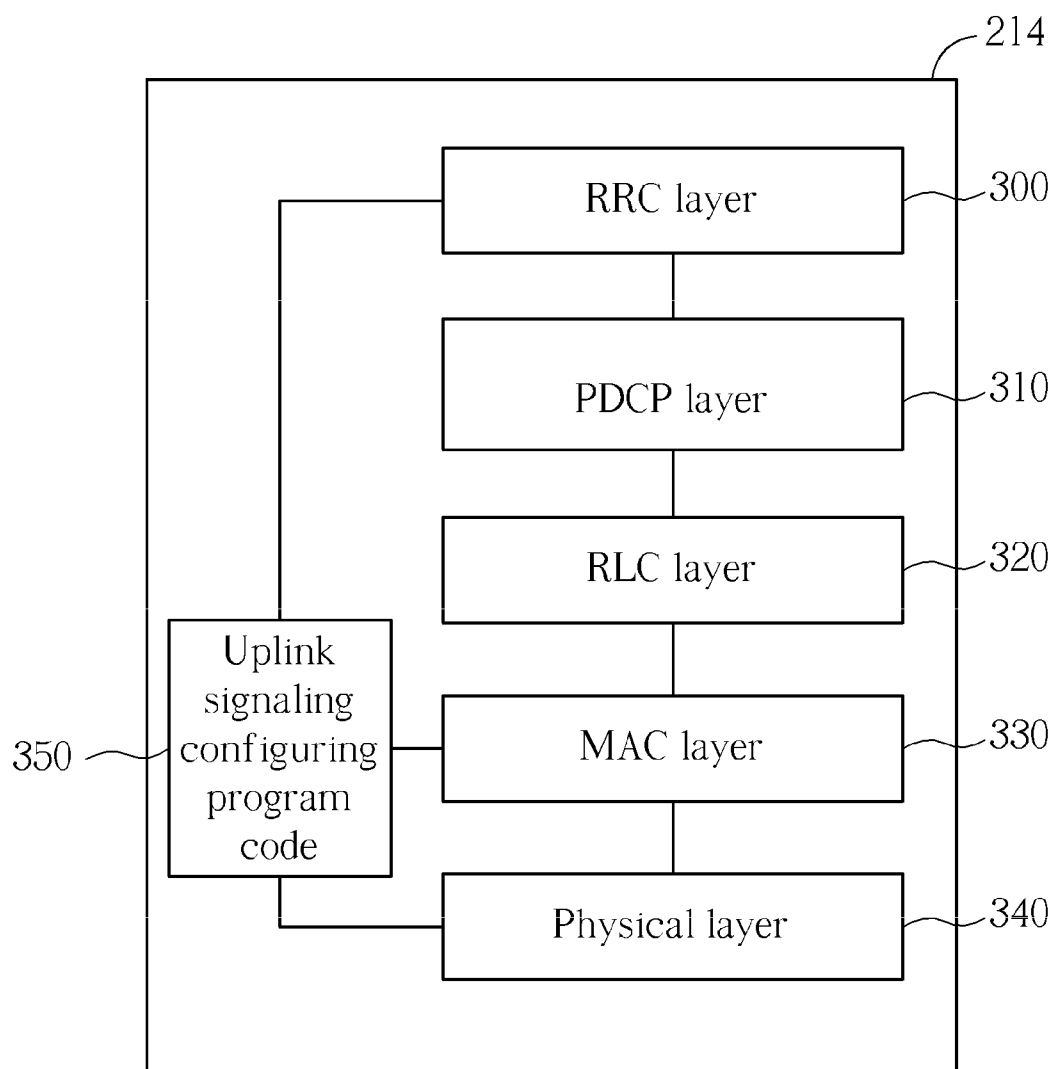 214
RRC layer
300
PDCP layer
310
RLC layer
320
Uplink
signaling
configuring
program
code
350
MAC layer
330
Physical layer
340